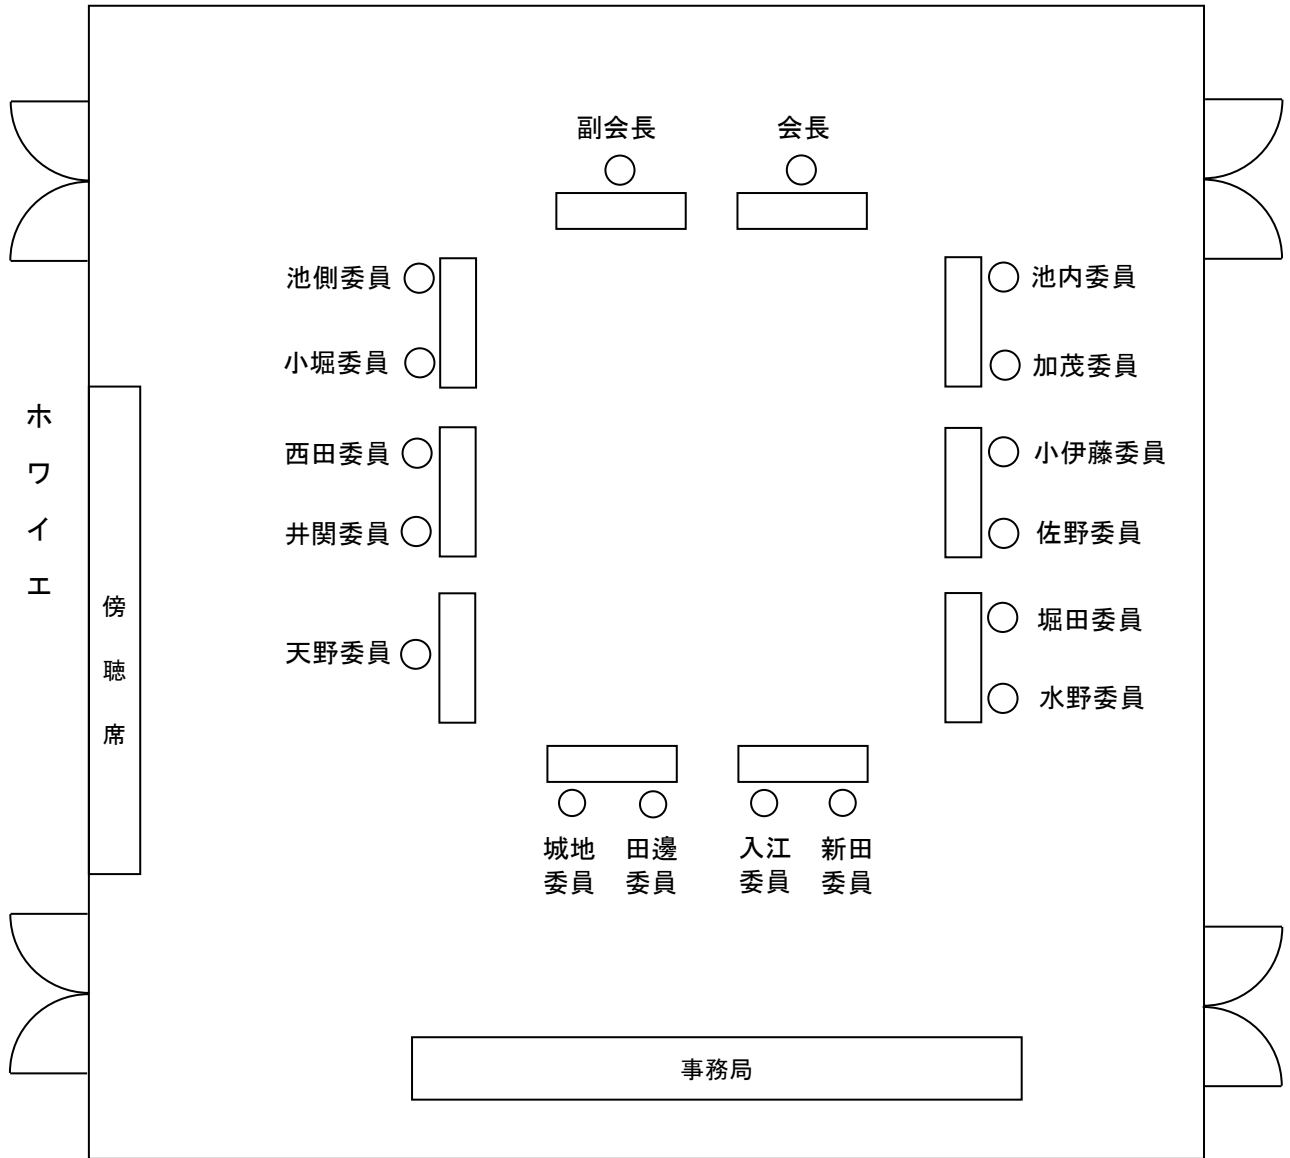 副会長
会長
池側委員
池内委員
小堀委員
加茂委員
ホワイエ
西田委員
小伊藤委員
井関委員
佐野委員
傍聴席
堀田委員
天野委員
水野委員
城地
委員
田邊
委員
入江
委員
新田
委員
事務局